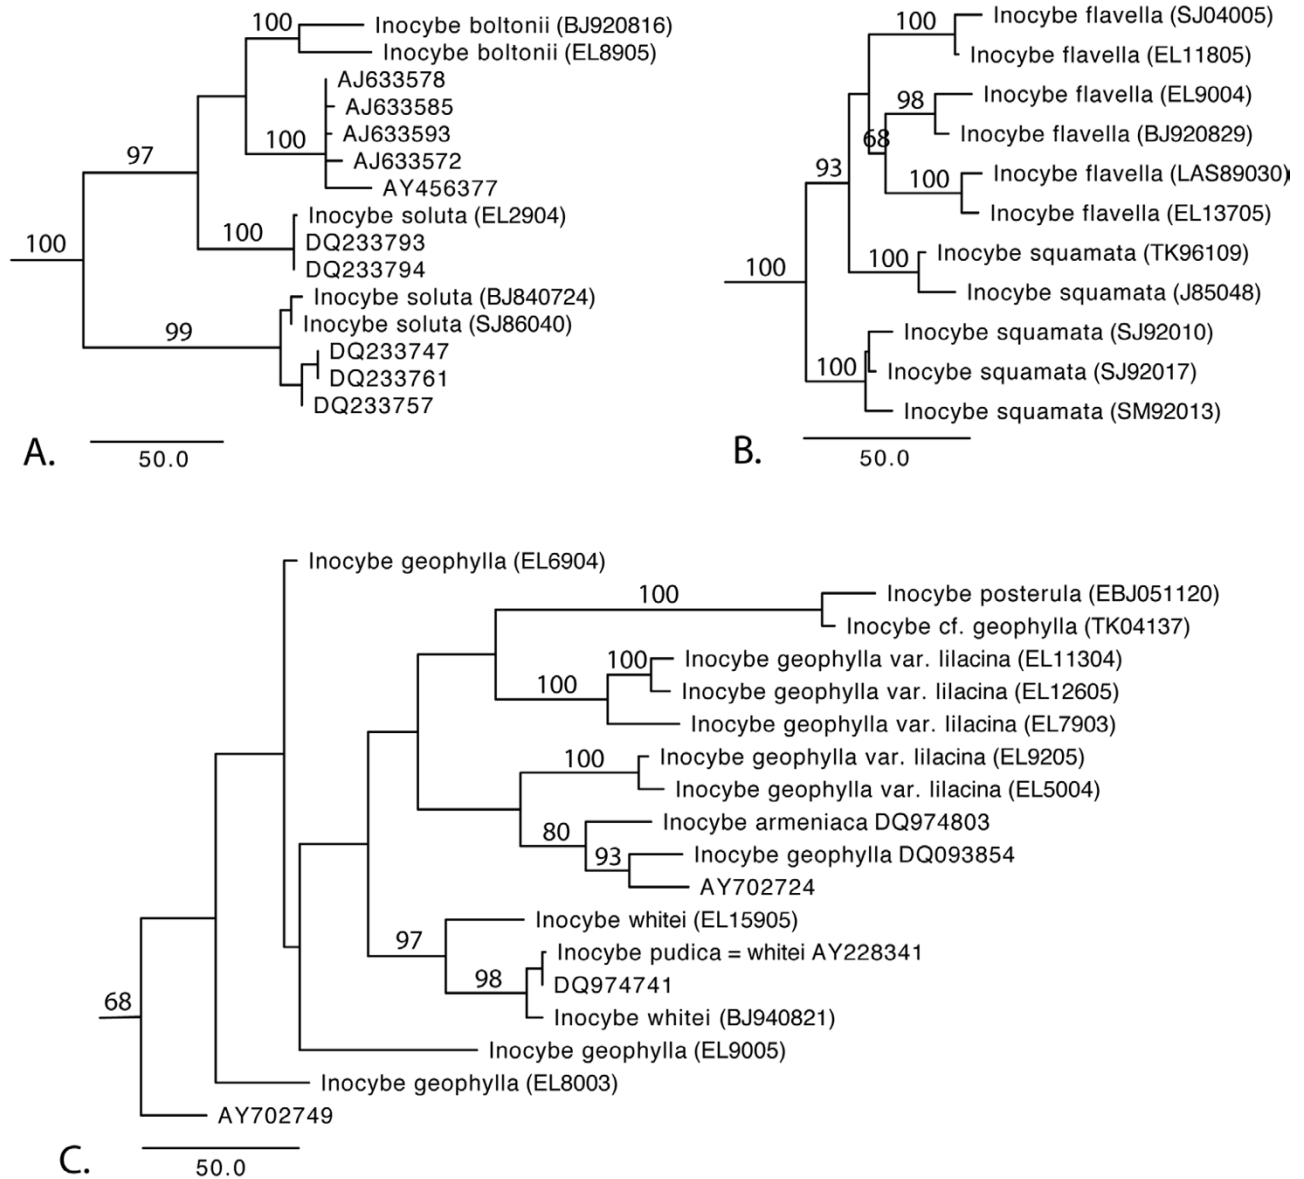 100
Inocybe boltonii (BJ920816)
Inocybe boltonii (EL8905)
AJ633578
AJ633585
AJ633593
100
AJ633572
97
AY456377
Inocybe soluta (EL2904)
100
DQ233793
100
DQ233794
Inocybe soluta (BJ840724)
99
Inocybe soluta (SJ86040)
DQ233747
DQ233761
DQ233757
A.
50.0
100
Inocybe flavella (SJ04005)
Inocybe flavella (EL11805)
98
Inocybe flavella (EL9004)
68
Inocybe flavella (BJ920829)
93
100
Inocybe flavella (LAS89030)
Inocybe flavella (EL13705)
100
Inocybe squamata (TK96109)
100
Inocybe squamata (J85048)
Inocybe squamata (SJ92010)
100
Inocybe squamata (SJ92017)
Inocybe squamata (SM92013)
B.
50.0
Inocybe geophylla (EL6904)
100
Inocybe posterula (EBJ051120)
Inocybe cf. geophylla (TK04137)
100
Inocybe geophylla var. lilacina (EL11304)
100
Inocybe geophylla var. lilacina (EL12605)
Inocybe geophylla var. lilacina (EL7903)
100
Inocybe geophylla var. lilacina (EL9205)
Inocybe geophylla var. lilacina (EL5004)
80
Inocybe armeniaca DQ974803
93
Inocybe geophylla DQ093854
AY702724
Inocybe whitei (EL15905)
97
Inocybe pudica = whitei AY228341
98
DQ974741
68
Inocybe whitei (BJ940821)
Inocybe geophylla (EL9005)
Inocybe geophylla (EL8003)
AY702749
C.
50.0